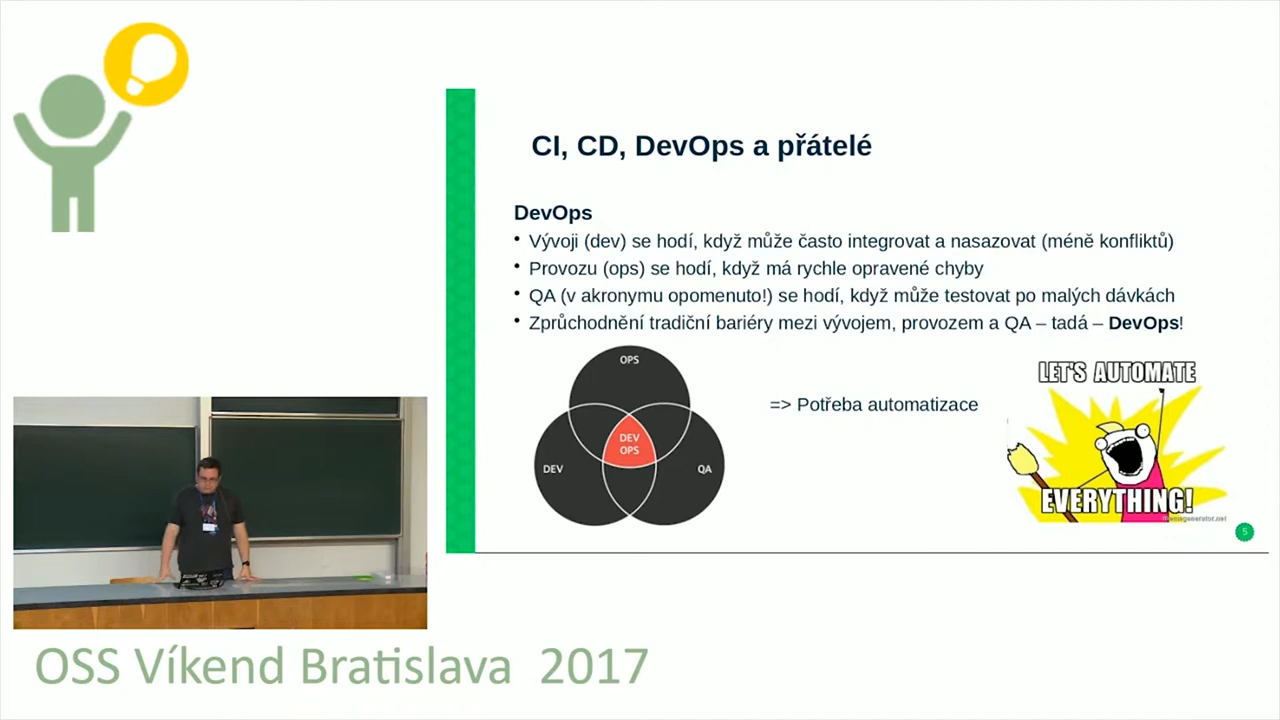 CI, CD, DevOps a přátelé
DevOps
• Vývoji (dev) se hodí, když může často integrovat a nasazovat (méně konfliktů)
• Provozu (ops) se hodí, když má rychle opravené chyby
• QA (v akronymu opomenuto!) se hodí, když může testovat po malých dávkách
• Zprůchodnění tradiční bariéry mezi vývojem, provozem a QA – tadá – DevOps!
OPS
DEV
OPS
DEV
QA
=> Potřeba automatizace
LET'S AUTOMATE
EVERYTHING!
memegenerator.net
5
OSS Víkend Bratislava 2017